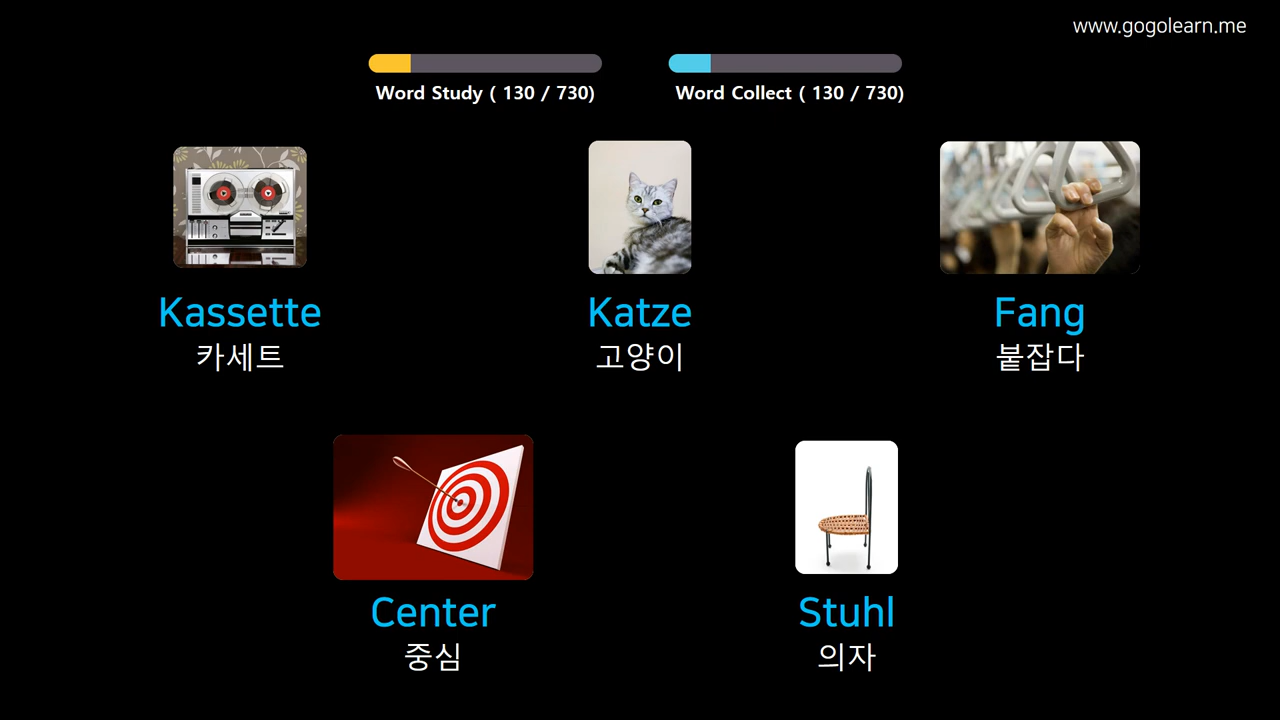 www.gogolearn.me
Word Study ( 130 / 730)
Word Collect ( 130 / 730)
Kassette
카세트
Katze
고양이
Fang
붙잡다
Center
중심
Stuhl
의자